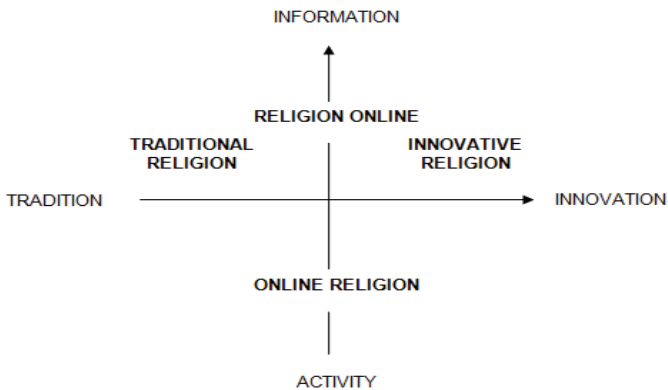 INFORMATION
RELIGION ONLINE
TRADITIONAL
RELIGION
INNOVATIVE
RELIGION
TRADITION
INNOVATION
ONLINE RELIGION
ACTIVITY